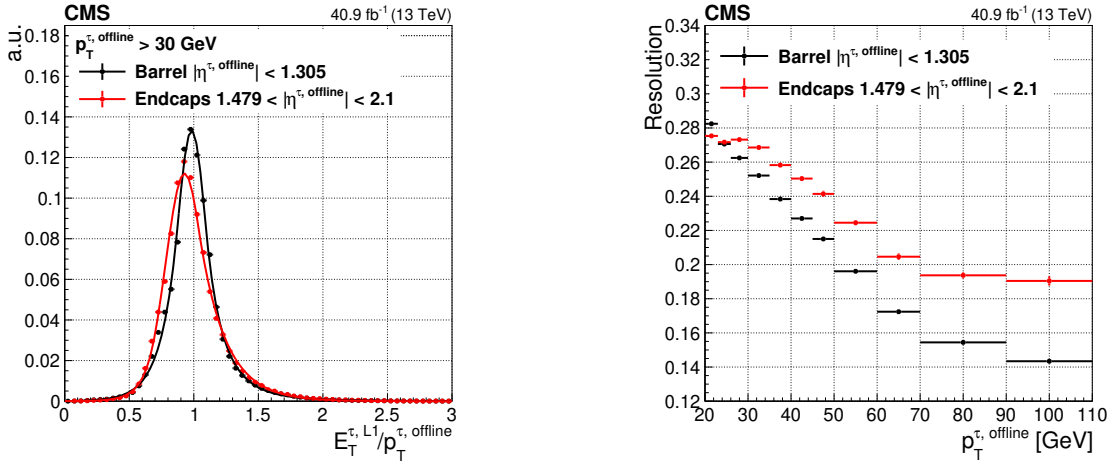 CMS 40.9 fb⁻¹ (13 TeV)
a.u.
0.18
0.16
0.14
0.12
0.1
0.08
0.06
0.04
0.02
0
p_T^{τ, offline} > 30 GeV
Barrel |η^{τ, offline}| < 1.305
Endcaps 1.479 < |η^{τ, offline}| < 2.1
0 0.5 1 1.5 2 2.5 3
E_T^{τ, L1}/p_T^{τ, offline}
CMS 40.9 fb⁻¹ (13 TeV)
Resolution
0.34
0.32
0.3
0.28
0.26
0.24
0.22
0.2
0.18
0.16
0.14
0.12
Barrel |η^{τ, offline}| < 1.305
Endcaps 1.479 < |η^{τ, offline}| < 2.1
20 30 40 50 60 70 80 90 100 110
p_T^{τ, offline} [GeV]